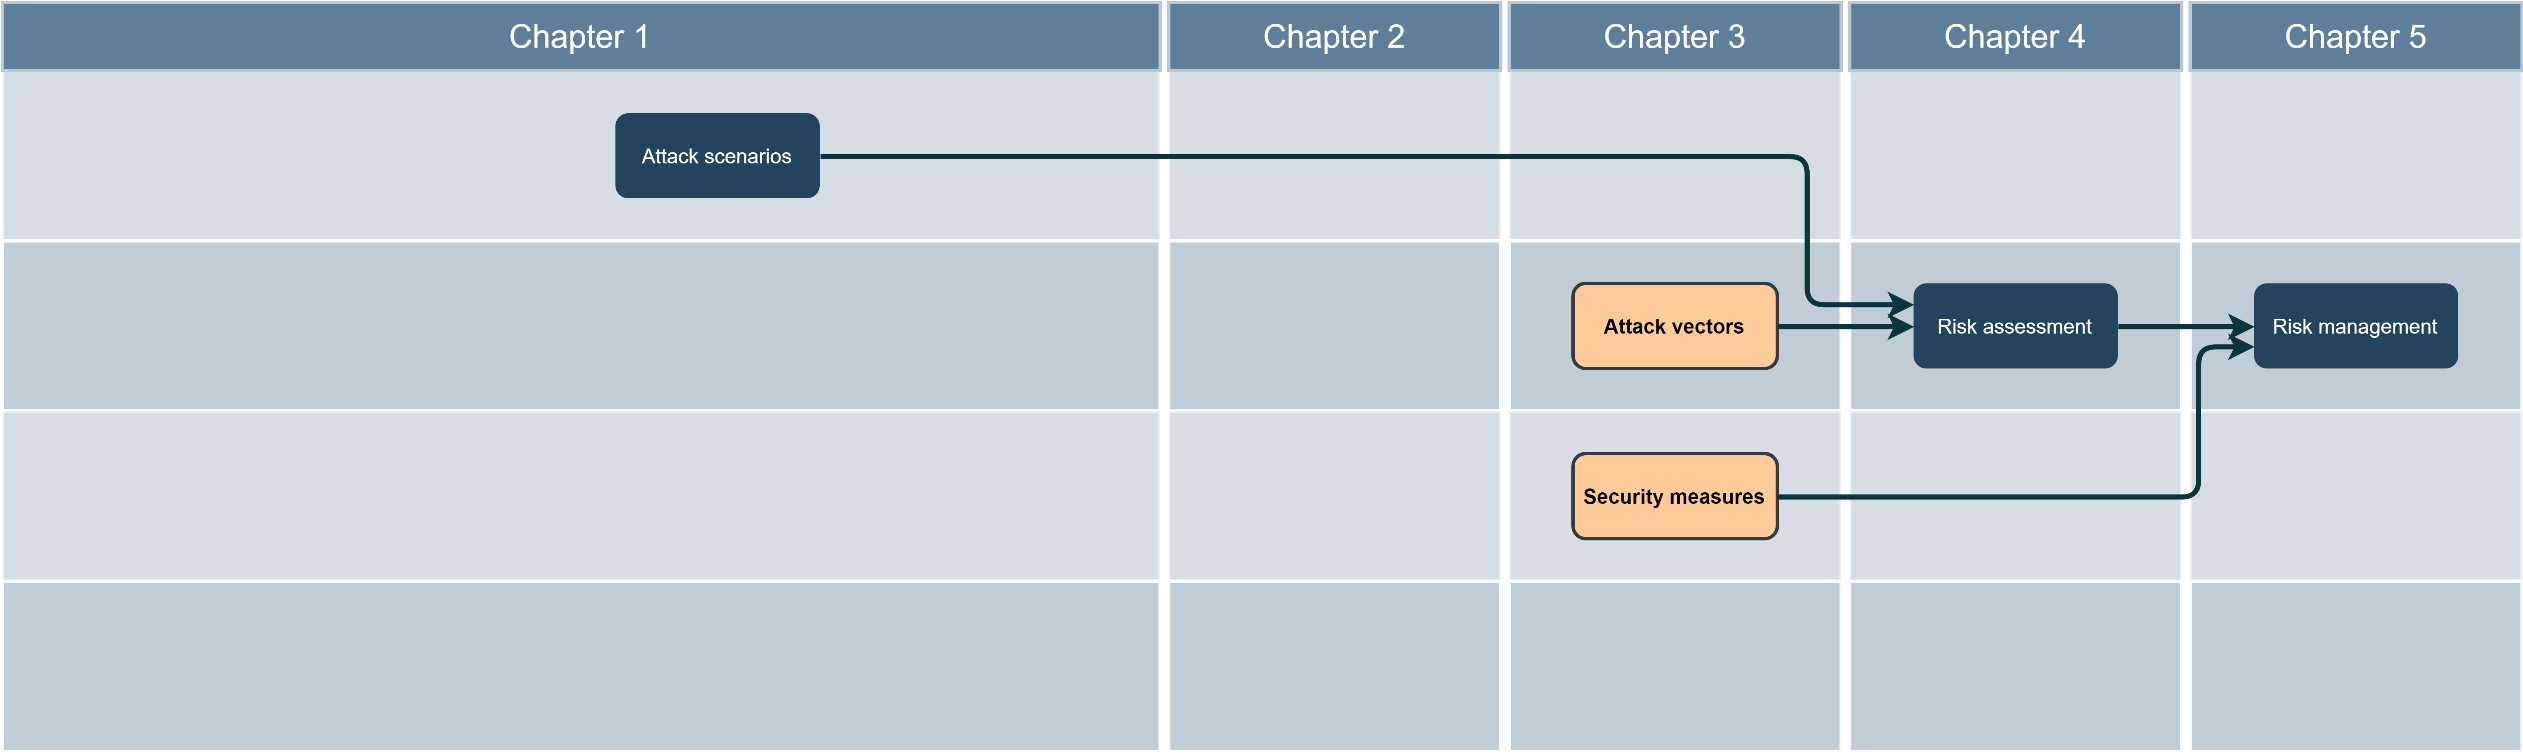 Chapter 1
Chapter 2
Chapter 3
Chapter 4
Chapter 5
Attack scenarios
Attack vectors
Risk assessment
Risk management
Security measures